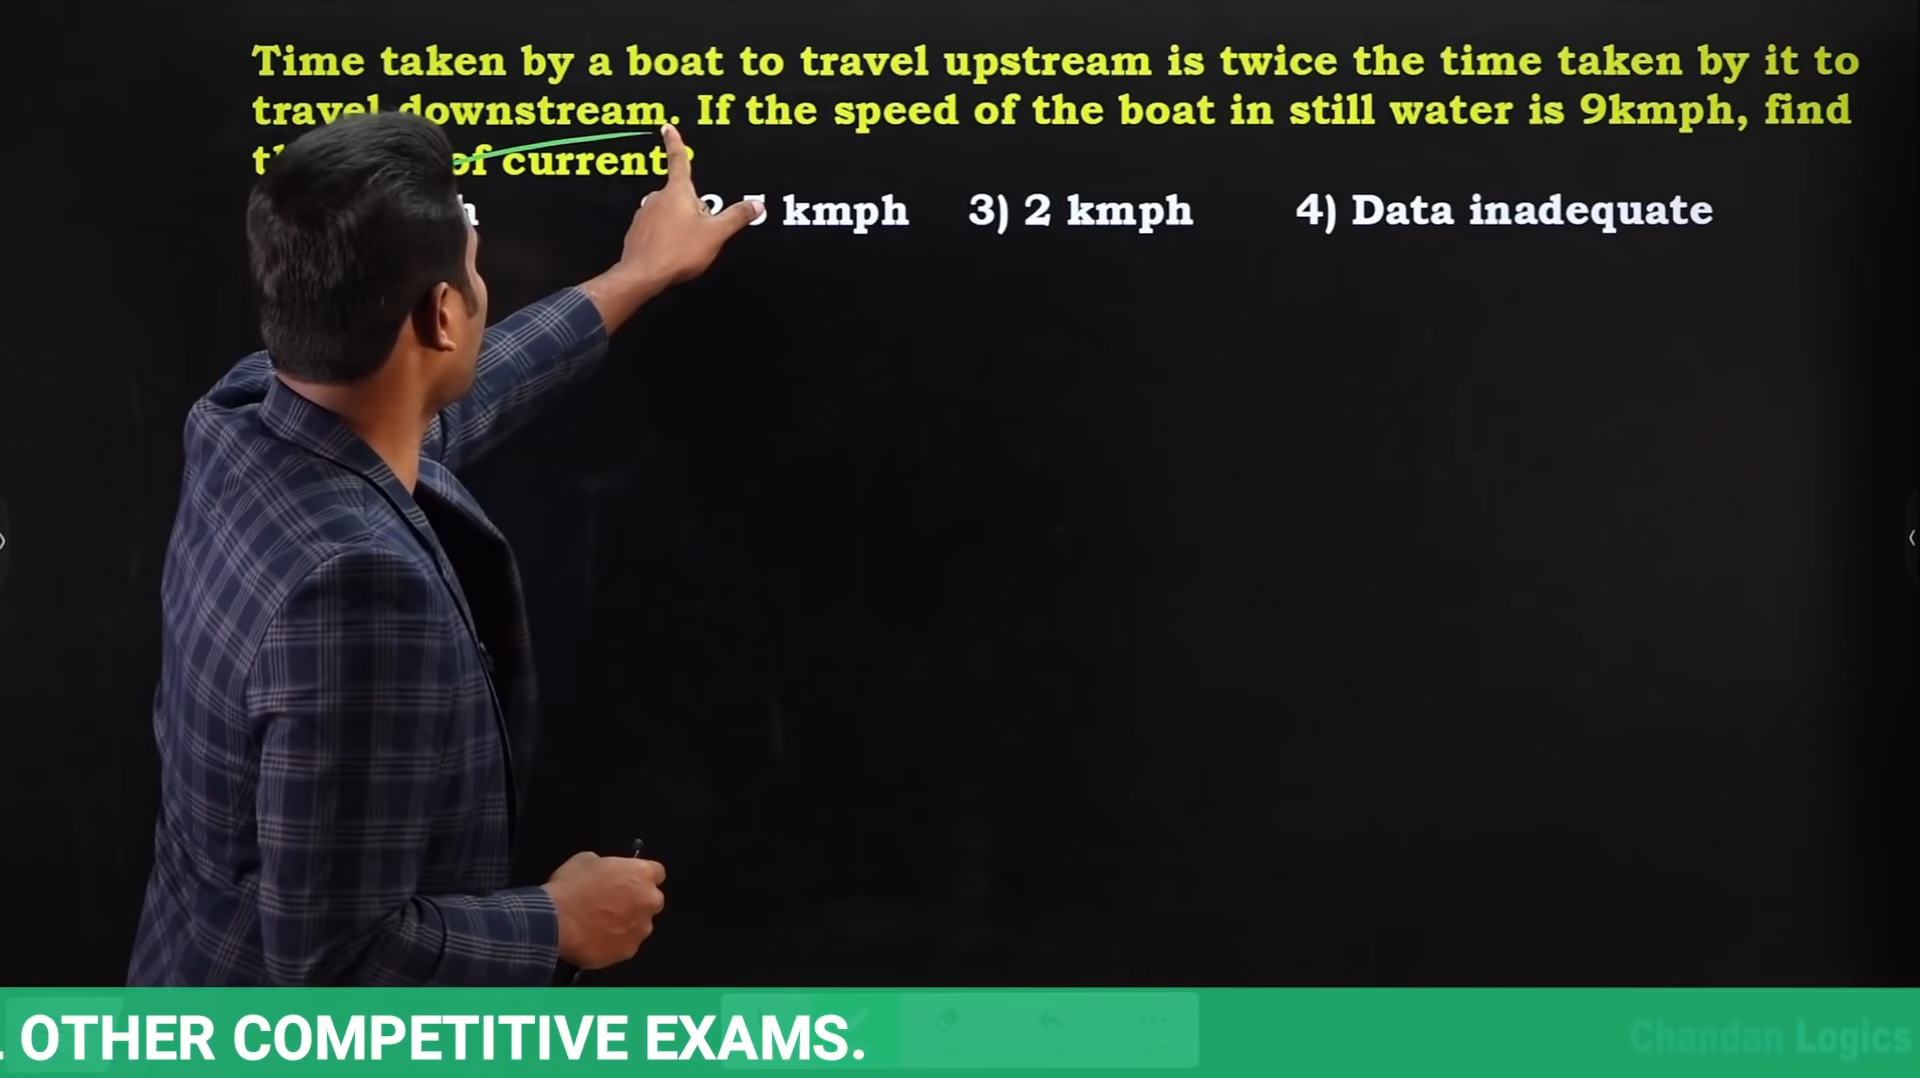 Time taken by a boat to travel upstream is twice the time taken by it to
travel downstream. If the speed of the boat in still water is 9kmph, find
of current?
kmph 3) 2 kmph 4) Data inadequate
OTHER COMPETITIVE EXAMS.
Chandan Logics